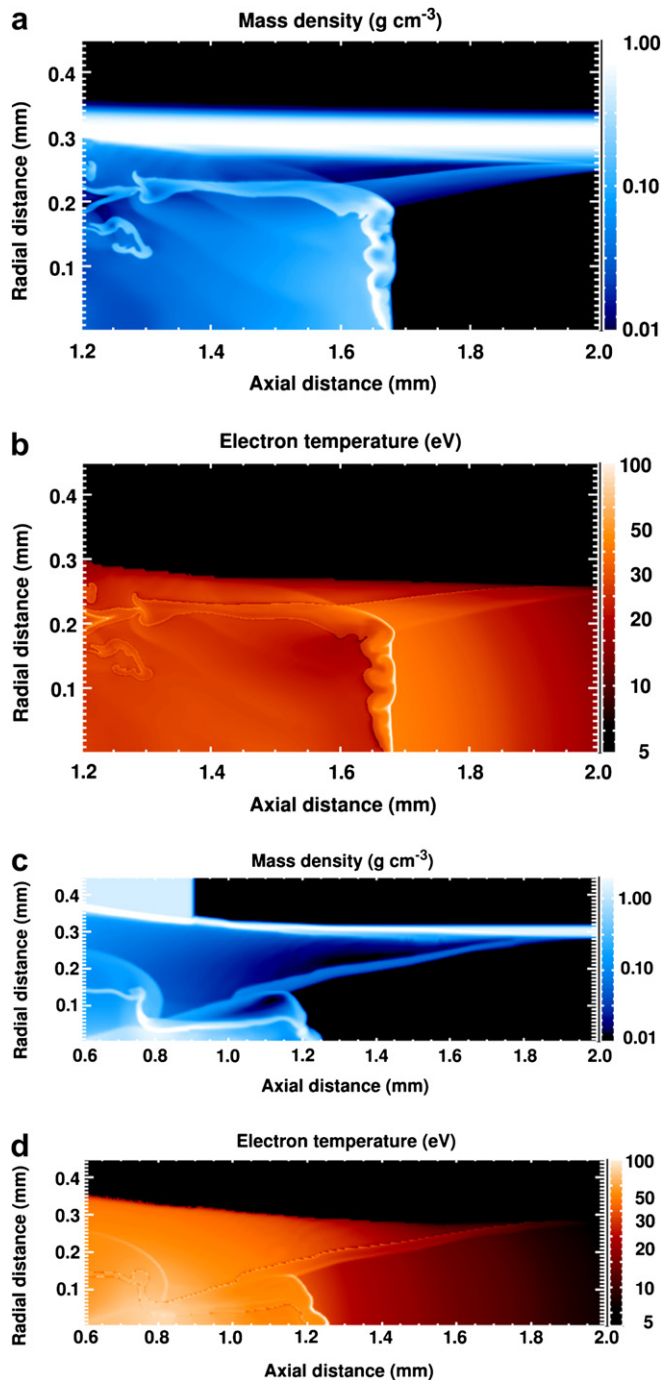 a
Mass density (g cm-3)
1.00
0.4
0.3
0.10
0.2
0.1
0.01
1.2 1.4 1.6 1.8 2.0
Radial distance (mm)
Axial distance (mm)
b
Electron temperature (eV)
100
0.4
50
0.3
30
0.2
20
0.1
10
5
1.2 1.4 1.6 1.8 2.0
Radial distance (mm)
Axial distance (mm)
c
Mass density (g cm-3)
0.4
1.00
0.3
0.2
0.10
0.1
0.01
0.6 0.8 1.0 1.2 1.4 1.6 1.8 2.0
Radial distance (mm)
Axial distance (mm)
d
Electron temperature (eV)
100
0.4
50
0.3
30
0.2
20
0.1
10
5
0.6 0.8 1.0 1.2 1.4 1.6 1.8 2.0
Radial distance (mm)
Axial distance (mm)